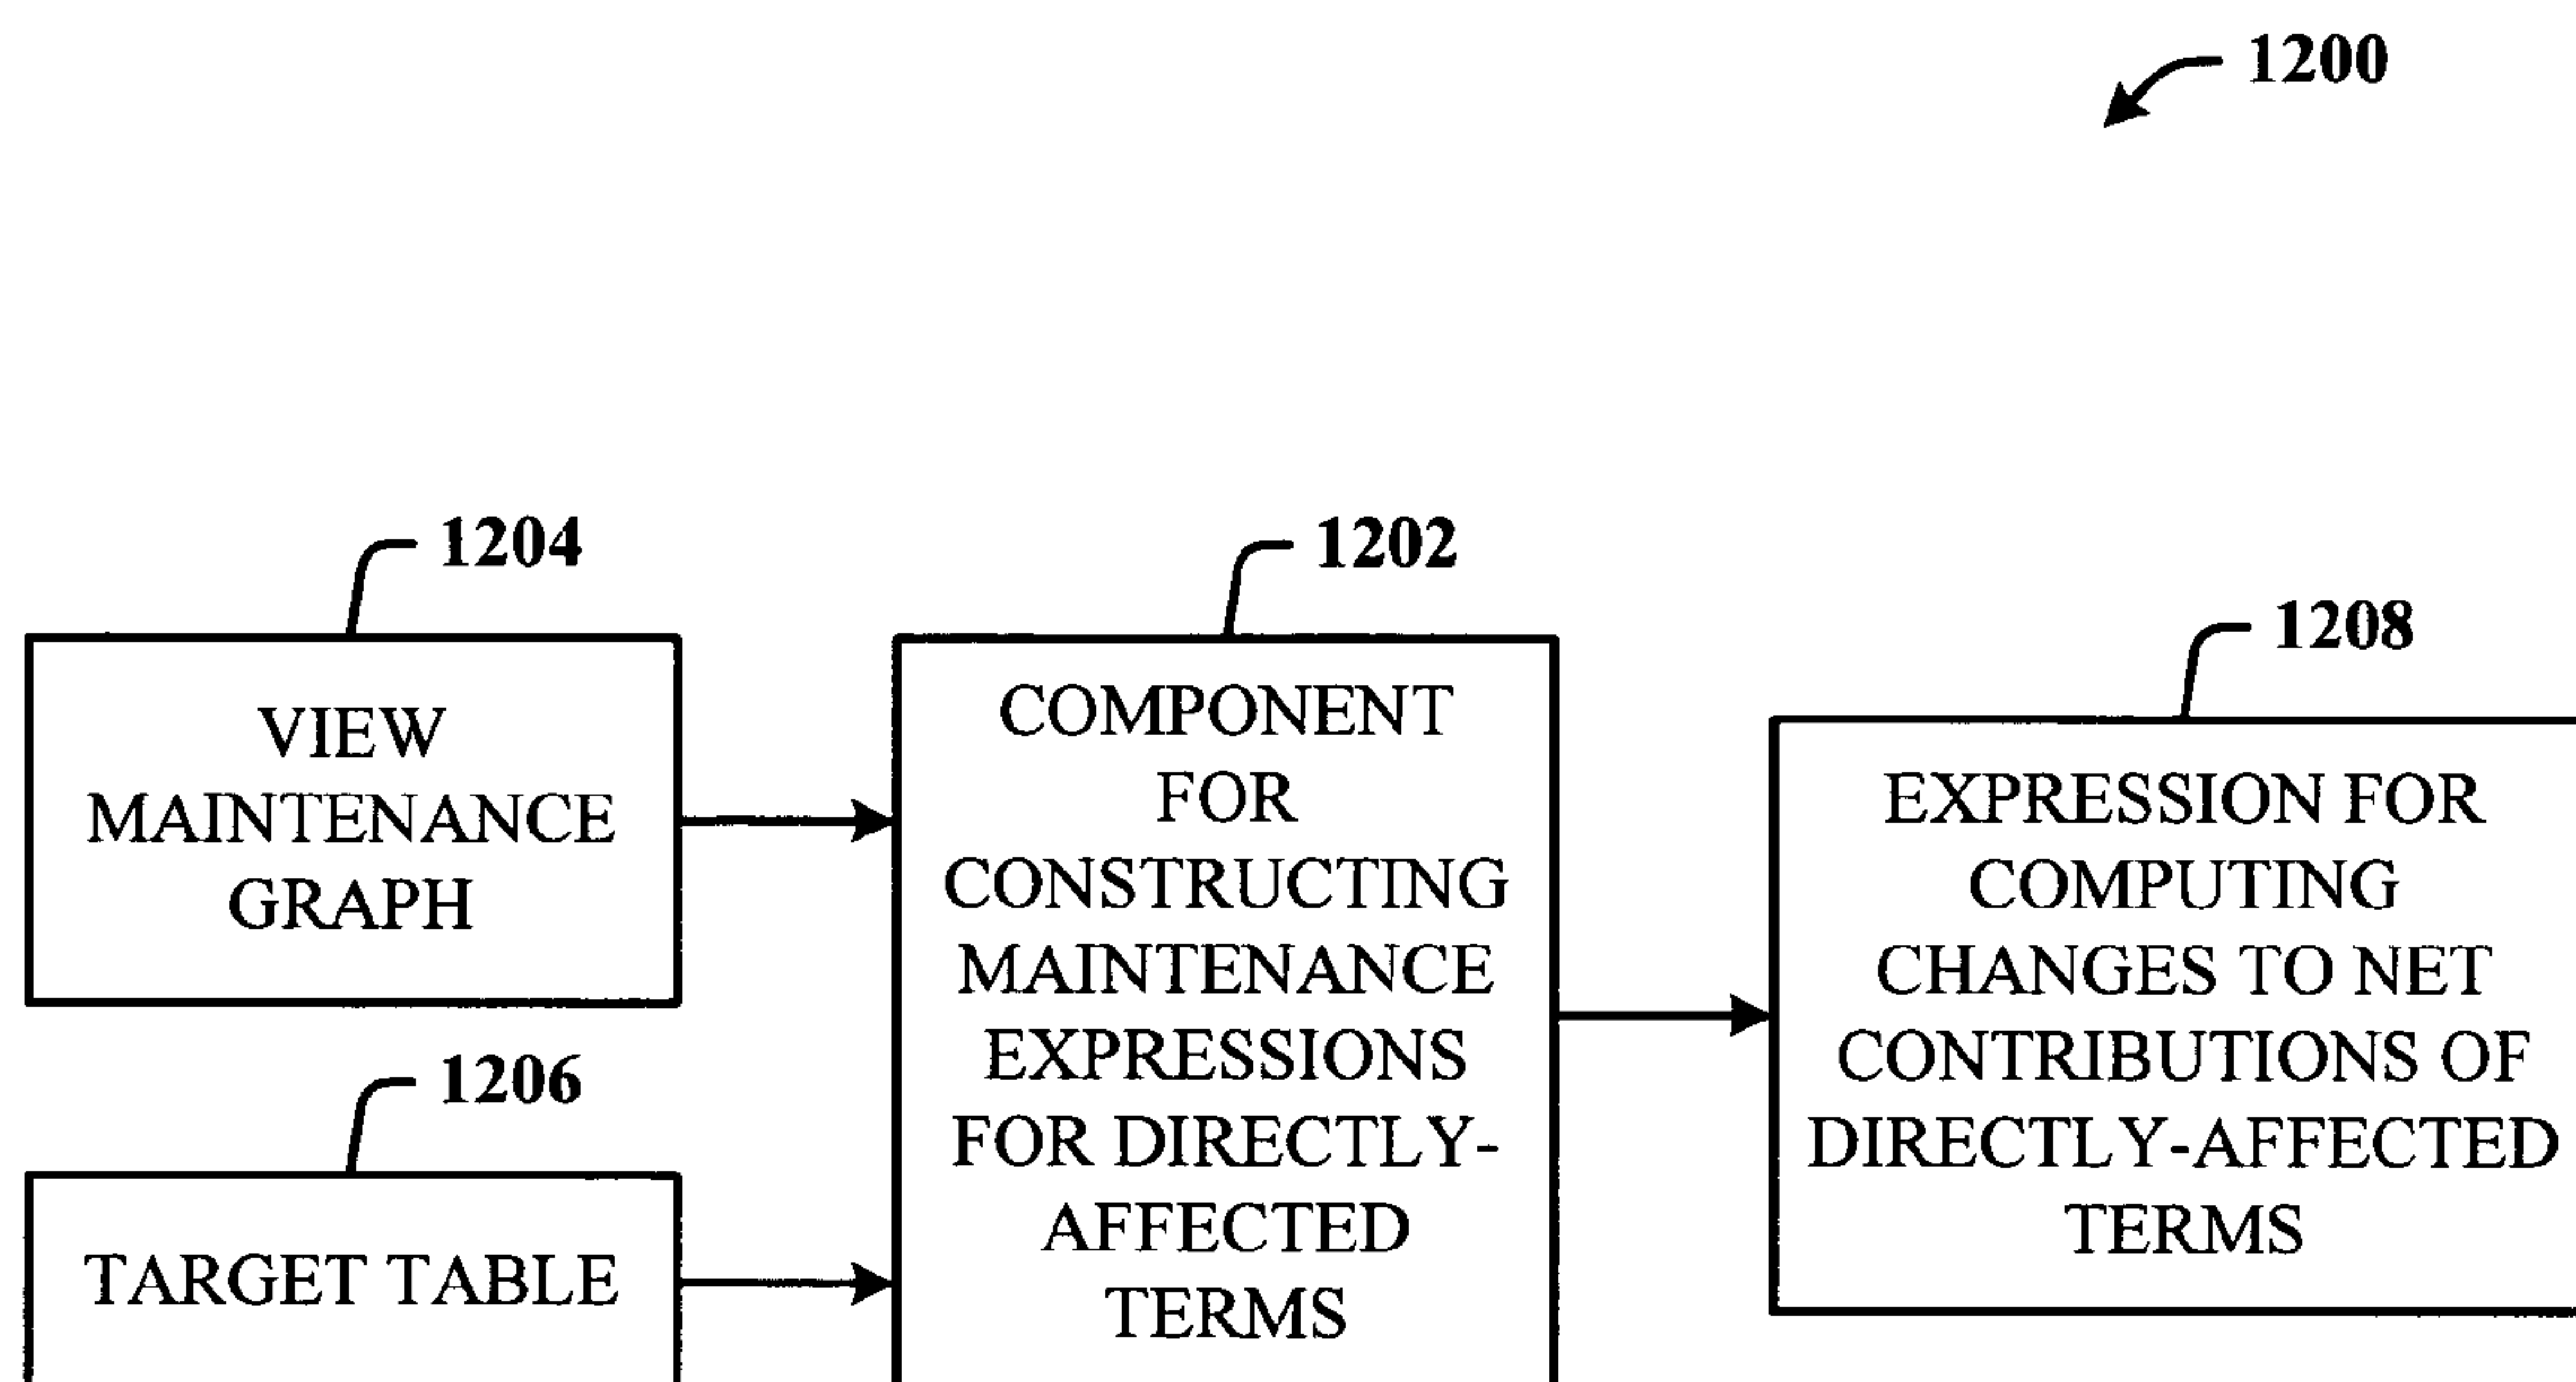 1200
1204
VIEW
MAINTENANCE
GRAPH
1206
TARGET TABLE
1202
COMPONENT
FOR
CONSTRUCTING
MAINTENANCE
EXPRESSIONS
FOR DIRECTLY-
AFFECTED
TERMS
1208
EXPRESSION FOR
COMPUTING
CHANGES TO NET
CONTRIBUTIONS OF
DIRECTLY-AFFECTED
TERMS